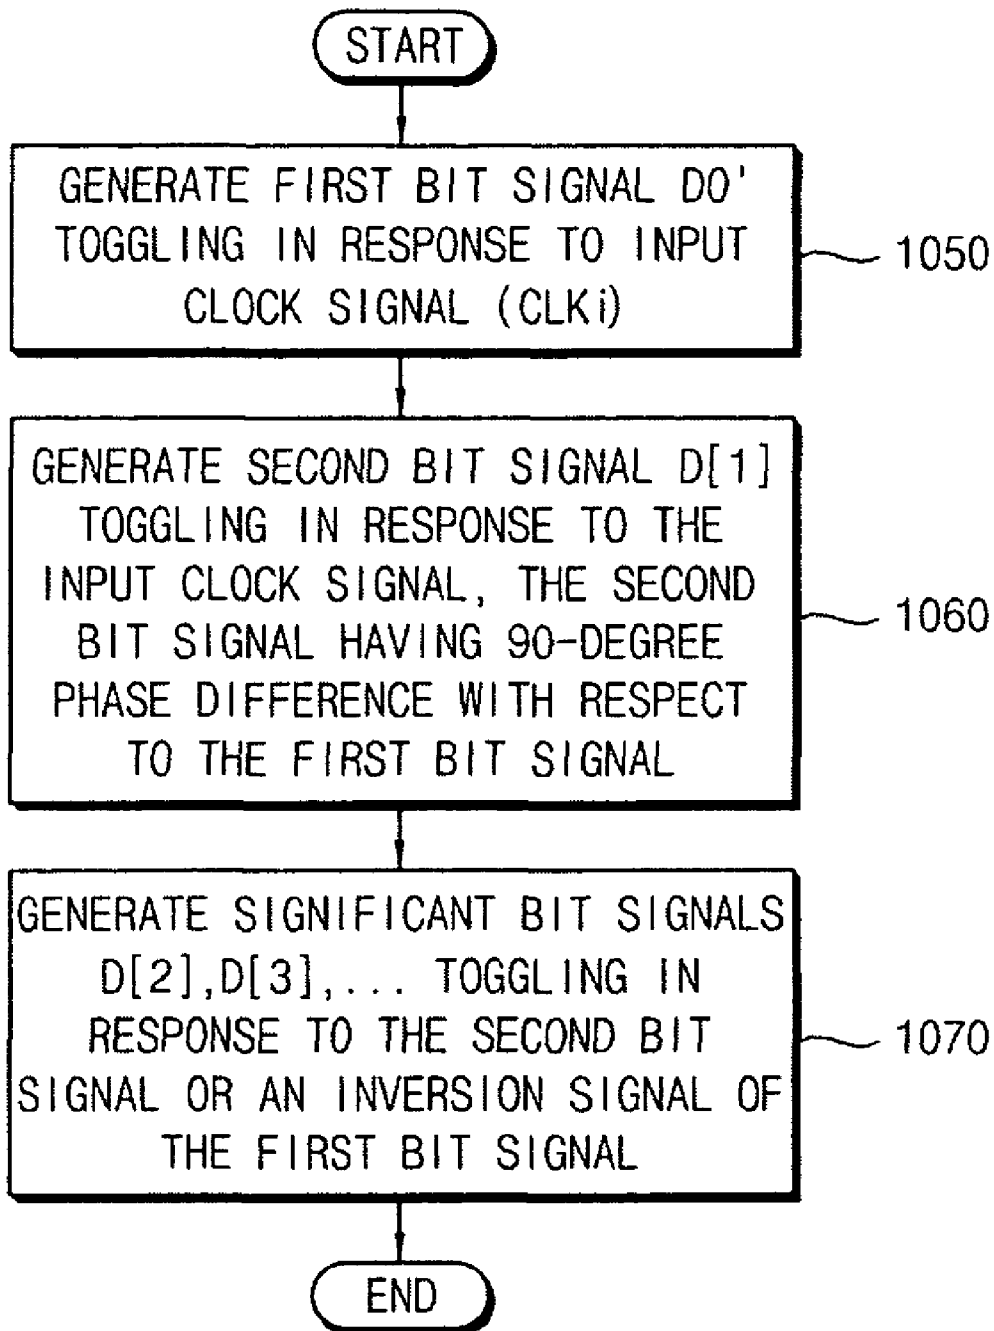 START
GENERATE FIRST BIT SIGNAL DO'
TOGGLING IN RESPONSE TO INPUT
CLOCK SIGNAL (CLKi)
1050
GENERATE SECOND BIT SIGNAL D[1]
TOGGLING IN RESPONSE TO THE
INPUT CLOCK SIGNAL, THE SECOND
BIT SIGNAL HAVING 90-DEGREE
PHASE DIFFERENCE WITH RESPECT
TO THE FIRST BIT SIGNAL
1060
GENERATE SIGNIFICANT BIT SIGNALS
D[2],D[3],... TOGGLING IN
RESPONSE TO THE SECOND BIT
SIGNAL OR AN INVERSION SIGNAL OF
THE FIRST BIT SIGNAL
1070
END